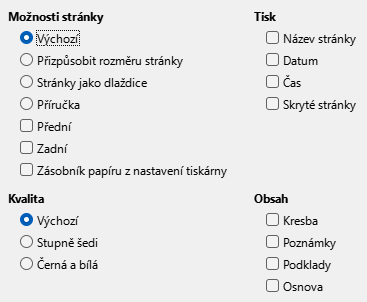 Možnosti stránky
Výchozí
Přizpůsobit rozměru stránky
Stránky jako dlaždice
Příručka
Přední
Zadní
Zásobník papíru z nastavení tiskárny
Tisk
Název stránky
Datum
Čas
Skryté stránky
Kvalita
Výchozí
Stupně šedi
Černá a bílá
Obsah
Kresba
Poznámky
Podklady
Osnova